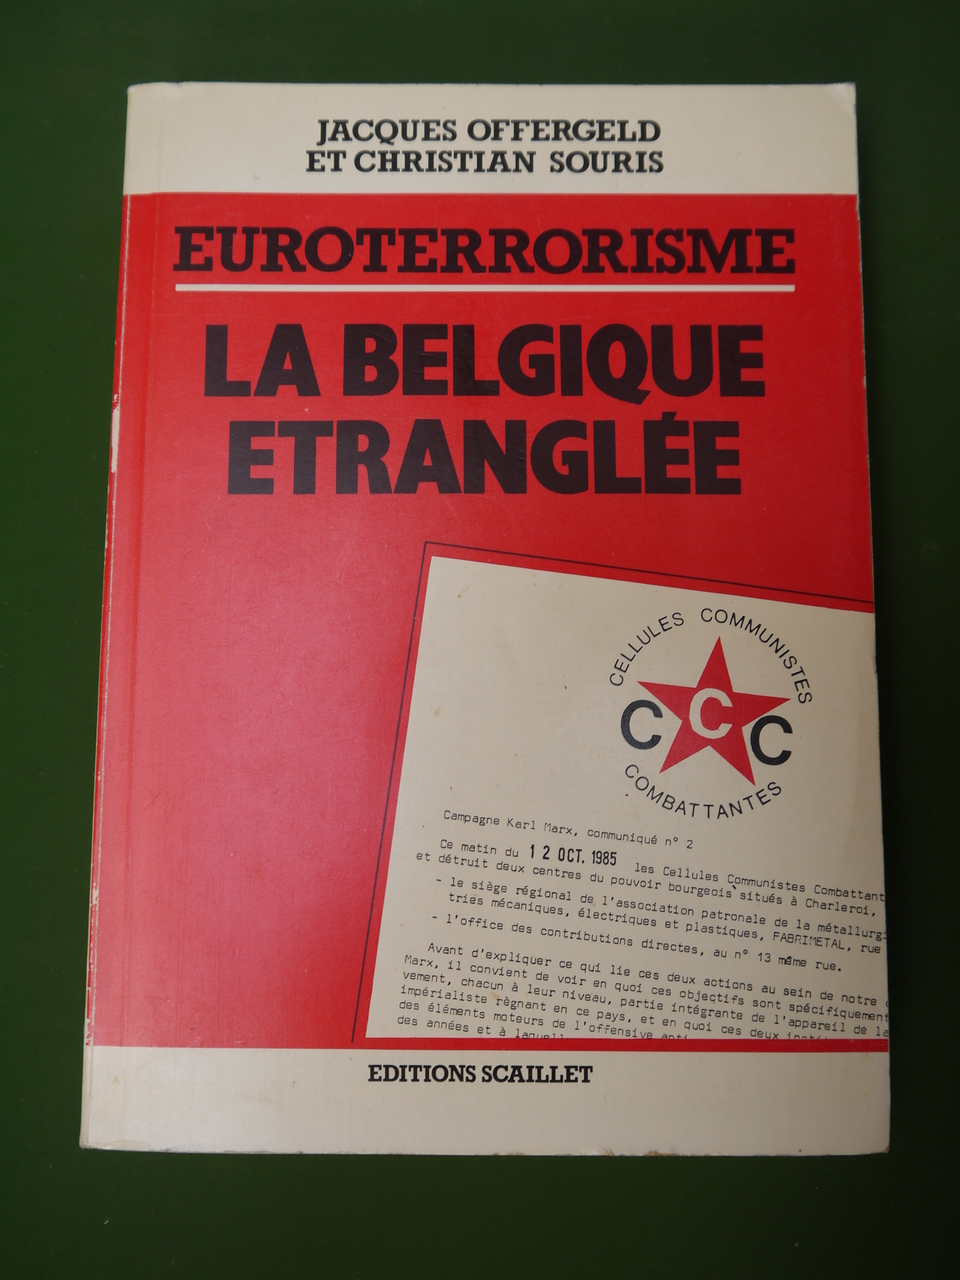 JACQUES OFFERGELD
ET CHRISTIAN SOURIS
EUROTERRORISME
LA BELGIQUE
ETRANGLÉE
CELLULES COMMUNISTES
C C C
COMBATTANTES
Campagne Karl Marx, communiqué n° 2
Ce matin du 12 OCT. 1985 les Cellules Communistes Combattant
et détruit deux centres du pouvoir bourgeois situés à Charleroi,
- le siège régional de l'association patronale de la métallurg
tries mécaniques, électriques et plastiques, FABRIMETAL, rue
- l'office des contributions directes, au n° 13 même rue.
Avant d'expliquer ce qui lie ces deux actions au sein de notre
Marx, il convient de voir en quoi ces objectifs sont spécifiquement
vement, chacun à leur niveau, partie intégrante de l'appareil de la
impérialiste règnant en ce pays, et en quoi ces deux
des éléments moteurs de l'offensive anti
des années et à
EDITIONS SCAILLET